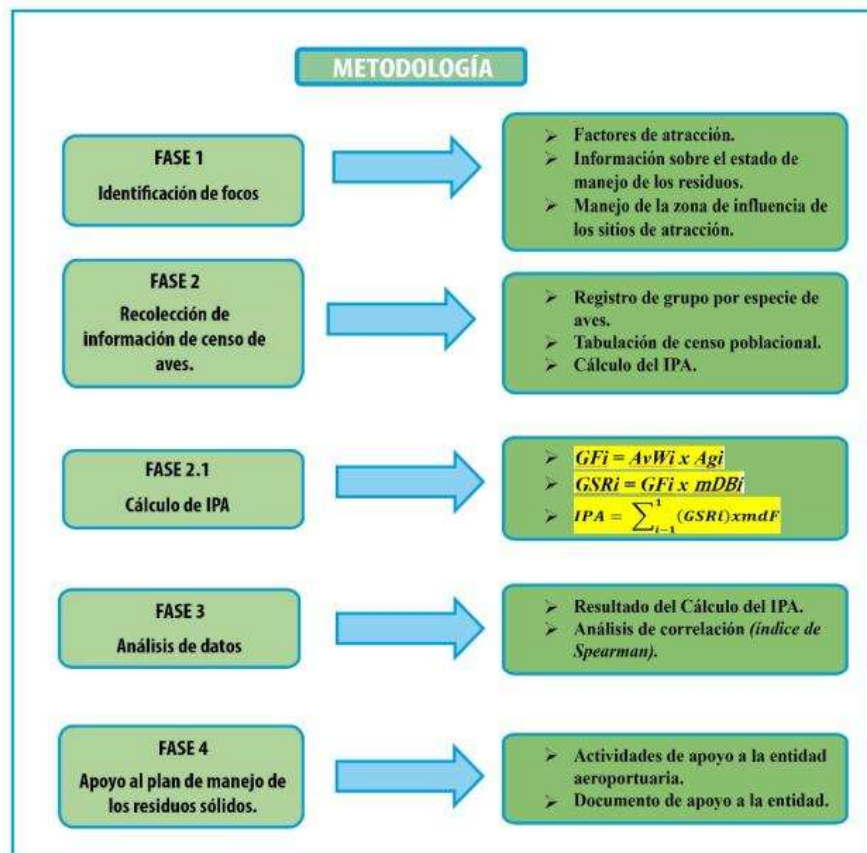 METODOLOGÍA
FASE 1
Identificación de focos
➢ Factores de atracción.
➢ Información sobre el estado de
manejo de los residuos.
➢ Manejo de la zona de influencia de
los sitios de atracción.
FASE 2
Recolección de
información de censo de
aves.
➢ Registro de grupo por especie de
aves.
➢ Tabulación de censo poblacional.
➢ Cálculo del IPA.
FASE 2.1
Cálculo de IPA
➢ GFi = AvWi x Agi
➢ GSRi = GFi x mDBi
➢ IPA = ∑ 1 i-1 (GSRi)xmdF
FASE 3
Análisis de datos
➢ Resultado del Cálculo del IPA.
➢ Análisis de correlación (índice de
Spearman).
FASE 4
Apoyo al plan de manejo de
los residuos sólidos.
➢ Actividades de apoyo a la entidad
aeroportuaria.
➢ Documento de apoyo a la entidad.